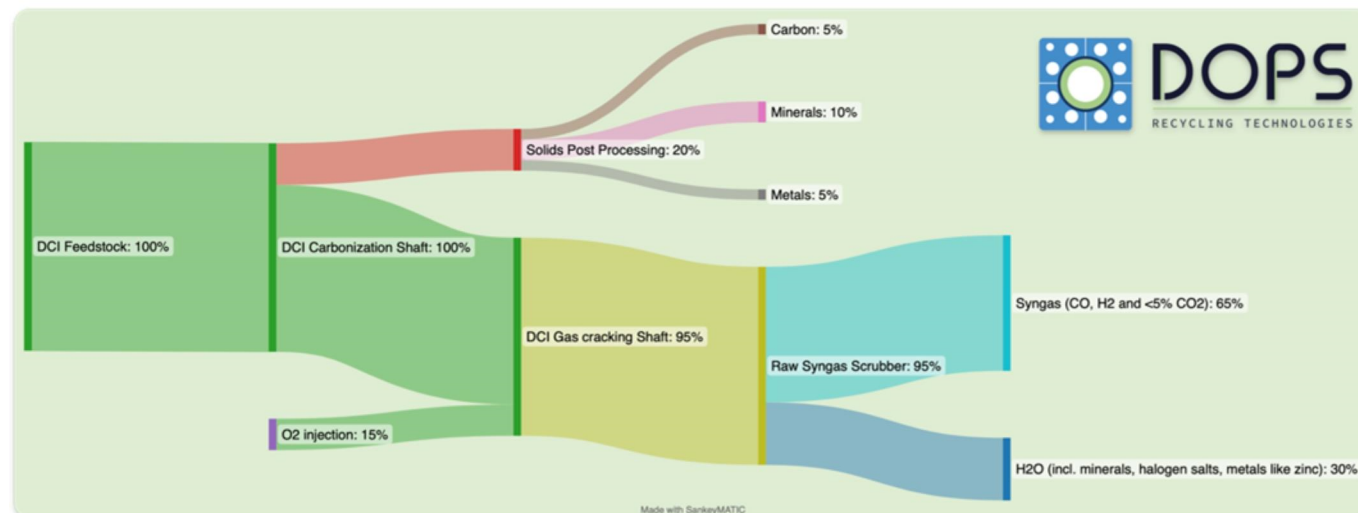 Carbon: 5%
DOPS
RECYCLING TECHNOLOGIES
Minerals: 10%
Solids Post Processing: 20%
Metals: 5%
DCI Feedstock: 100%
DCI Carbonization Shaft: 100%
Syngas (CO, H2 and <5% CO2): 65%
DCI Gas cracking Shaft: 95%
Raw Syngas Scrubber: 95%
O2 injection: 15%
H2O (incl. minerals, halogen salts, metals like zinc): 30%
Made with SankeyMATIC